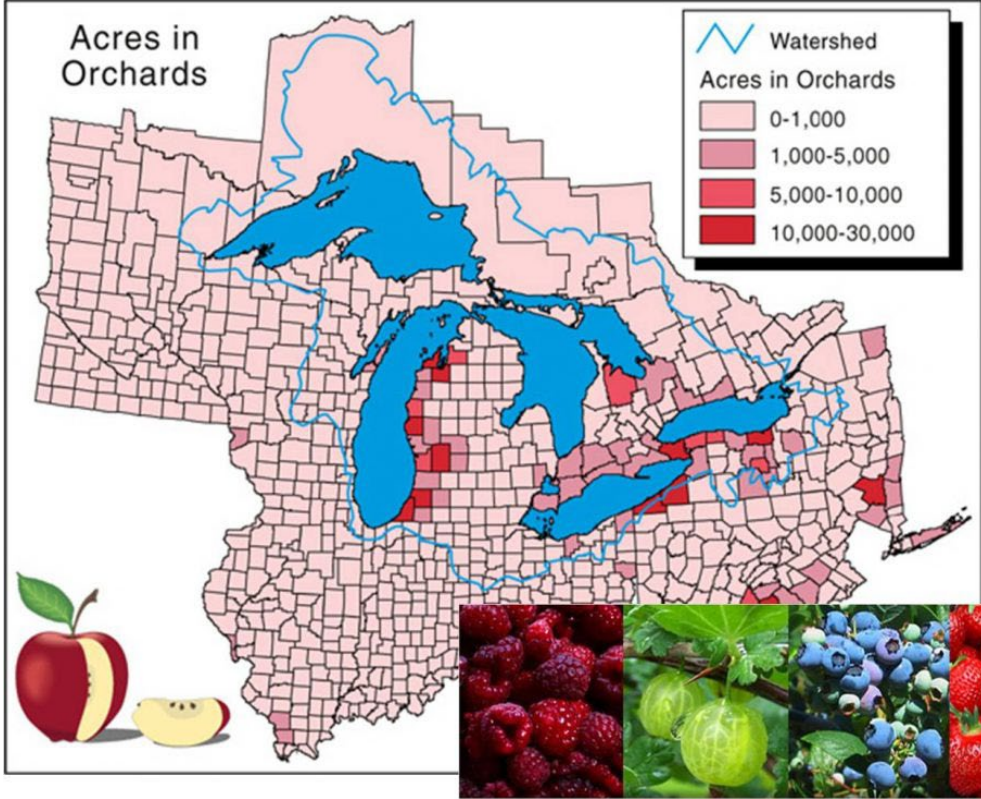 Acres in
Orchards
Watershed
Acres in Orchards
0-1,000
1,000-5,000
5,000-10,000
10,000-30,000